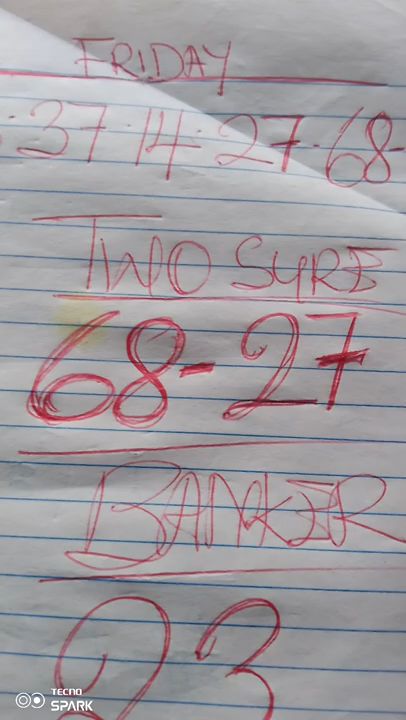 FRIDAY
37·14·27·68-
TWO SURE
68-27
BANKER
23
TECNO
SPARK